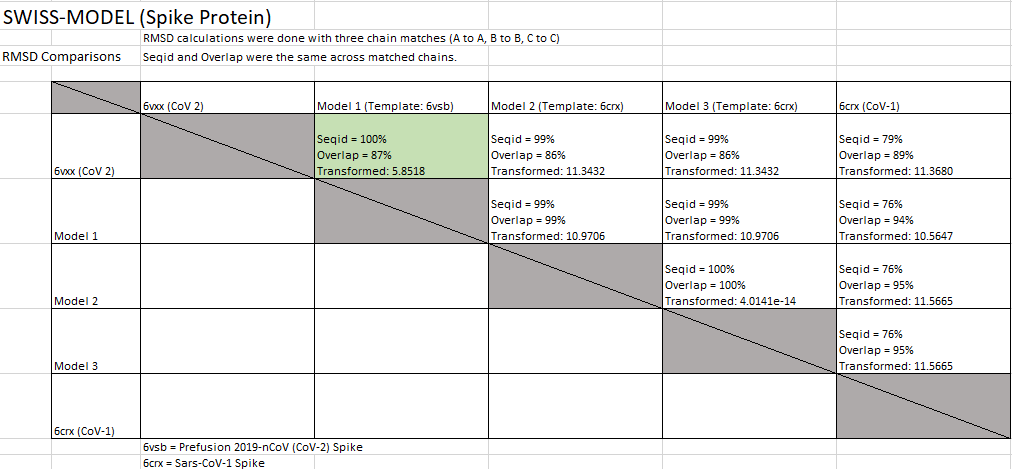 SWISS-MODEL (Spike Protein)
RMSD calculations were done with three chain matches (A to A, B to B, C to C)
RMSD Comparisons
Seqid and Overlap were the same across matched chains.
6vxx (CoV 2)
Model 1 (Template: 6vsb)
Model 2 (Template: 6crx)
Model 3 (Template: 6crx)
6crx (CoV-1)
6vxx (CoV 2)
Seqid = 100%
Overlap = 87%
Transformed: 5.8518
Seqid = 99%
Overlap = 86%
Transformed: 11.3432
Seqid = 99%
Overlap = 86%
Transformed: 11.3432
Seqid = 79%
Overlap = 89%
Transformed: 11.3680
Model 1
Seqid = 99%
Overlap = 99%
Transformed: 10.9706
Seqid = 99%
Overlap = 99%
Transformed: 10.9706
Seqid = 76%
Overlap = 94%
Transformed: 10.5647
Model 2
Seqid = 100%
Overlap = 100%
Transformed: 4.0141e-14
Seqid = 76%
Overlap = 95%
Transformed: 11.5665
Model 3
Seqid = 76%
Overlap = 95%
Transformed: 11.5665
6crx (CoV-1)
6vsb = Prefusion 2019-nCoV (CoV-2) Spike
6crx = Sars-CoV-1 Spike